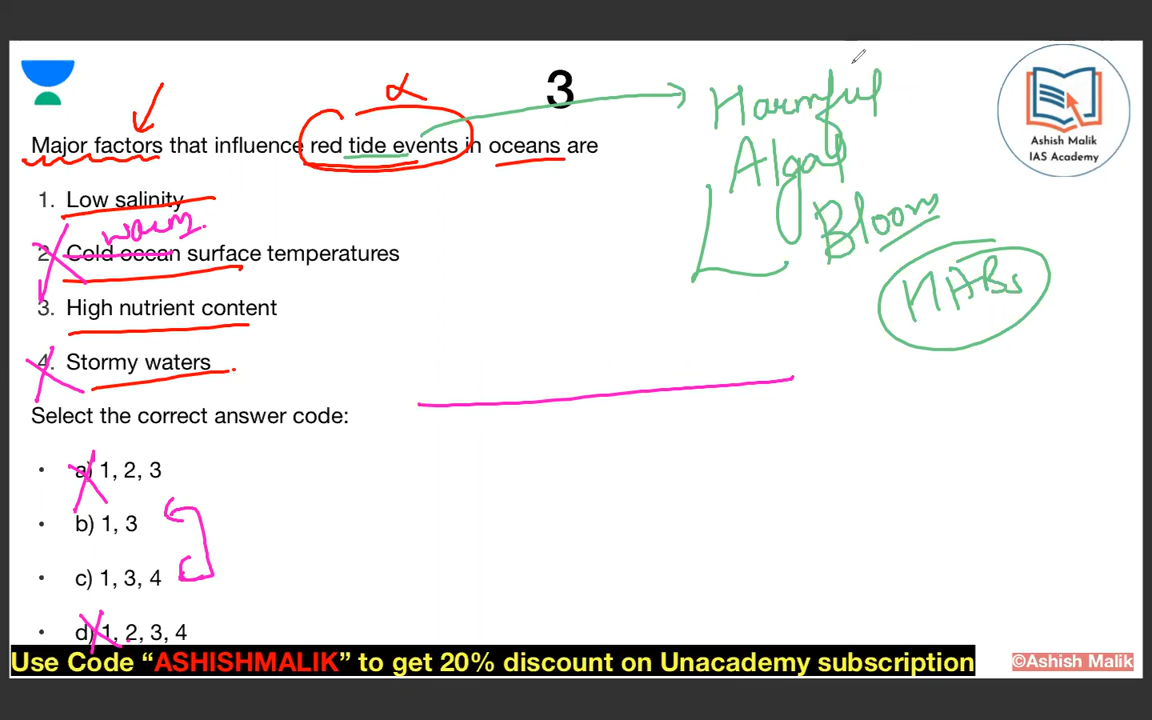 3
Harmful
Algal
Bloom
HABs
Ashish Malik
IAS Academy
α
Major factors that influence red tide events in oceans are
1. Low salinity
warm.
2. Cold ocean surface temperatures
3. High nutrient content
4. Stormy waters
Select the correct answer code:
• a) 1, 2, 3
• b) 1, 3
• c) 1, 3, 4
• d) 1, 2, 3, 4
Use Code “ASHISHMALIK” to get 20% discount on Unacademy subscription
©Ashish Malik